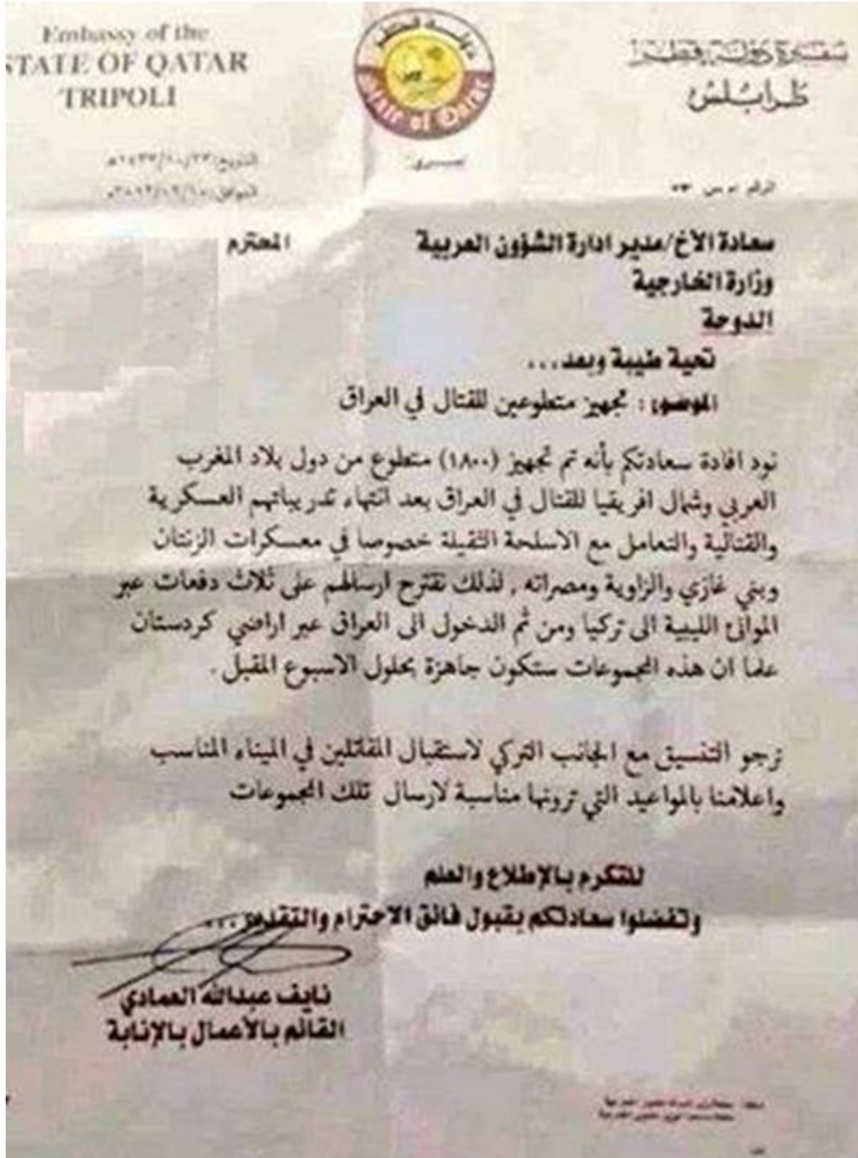 Embassy of the
STATE OF QATAR
TRIPOLI
سفارة دولة قطر
طرابلس
دولة قطر
State of Qatar
سري
سعادة الأخ/مدير ادارة الشؤون العربية المحترم
وزارة الخارجية
الدوحة
تحية طيبة وبعد...
الموضوع : تجهيز متطوعين للقتال في العراق
نود افادة سعادتكم بأنه تم تجهيز (١٨٠٠) متطوع من دول بلاد المغرب
العربي وشمال افريقيا للقتال في العراق بعد انتهاء تدريباتهم العسكرية
والقتالية والتعامل مع الاسلحة الثقيلة خصوصا في معسكرات الزنتان
وبني غازي والزاوية ومصراته , لذلك نقترح ارسالهم على ثلاث دفعات عبر
الموانئ الليبية الى تركيا ومن ثم الدخول الى العراق عبر اراضي كردستان
علما ان هذه المجموعات ستكون جاهزة بحلول الاسبوع المقبل .
نرجو التنسيق مع الجانب التركي لاستقبال المقاتلين في الميناء المناسب
واعلامنا بالمواعيد التي ترونها مناسبة لارسال تلك المجموعات
للتكرم بالإطلاع والعلم
وتفضلوا سعادتكم بقبول فائق الاحترام والتقدير...
نايف عبدالله العمادي
القائم بالأعمال بالإنابة